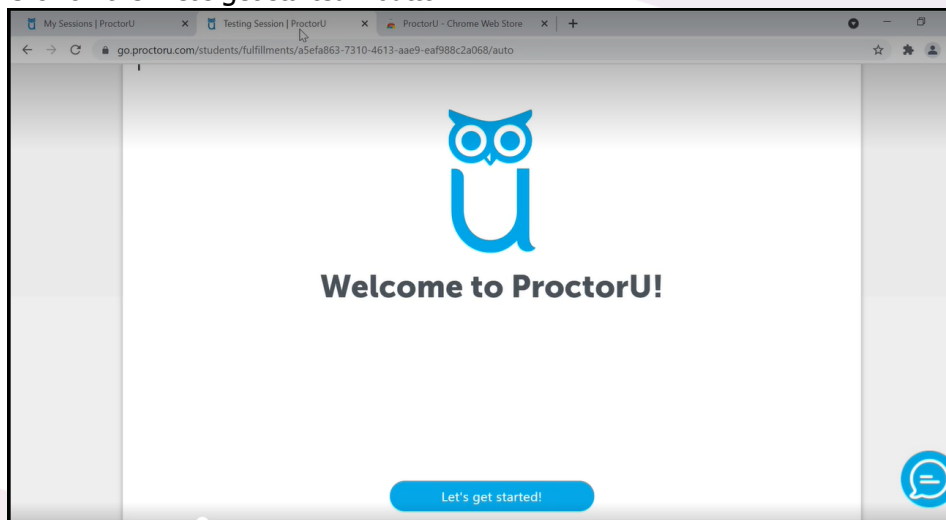 My Sessions | ProctorU
Testing Session | ProctorU
ProctorU - Chrome Web Store
go.proctoru.com/students/fulfillments/a5efa863-7310-4613-aae9-eaf988c2a068/auto
Welcome to ProctorU!
Let's get started!